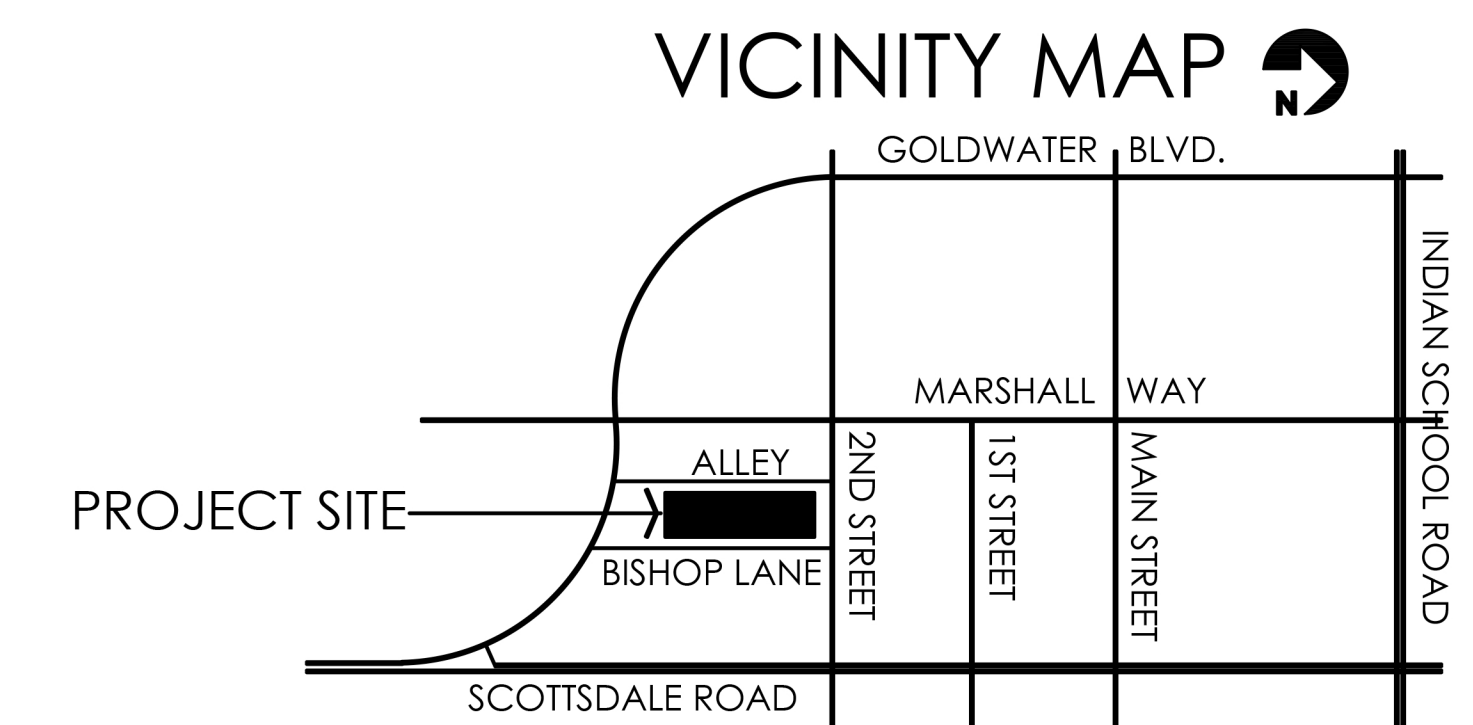 VICINITY MAP
N
GOLDWATER BLVD.
INDIAN SCHOOL ROAD
MARSHALL WAY
2ND STREET
1ST STREET
MAIN STREET
ALLEY
PROJECT SITE
BISHOP LANE
SCOTTSDALE ROAD